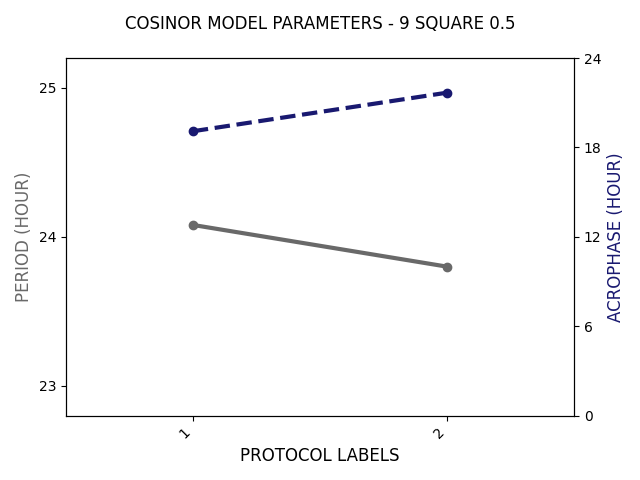 COSINOR MODEL PARAMETERS - 9 SQUARE 0.5
25
24
23
PERIOD (HOUR)
24
18
12
6
0
ACROPHASE (HOUR)
1
2
PROTOCOL LABELS